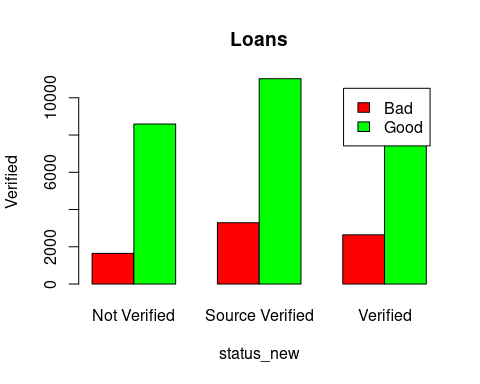 Loans
Verified
10000
6000
2000
0
Bad
Good
Not Verified
Source Verified
Verified
status_new